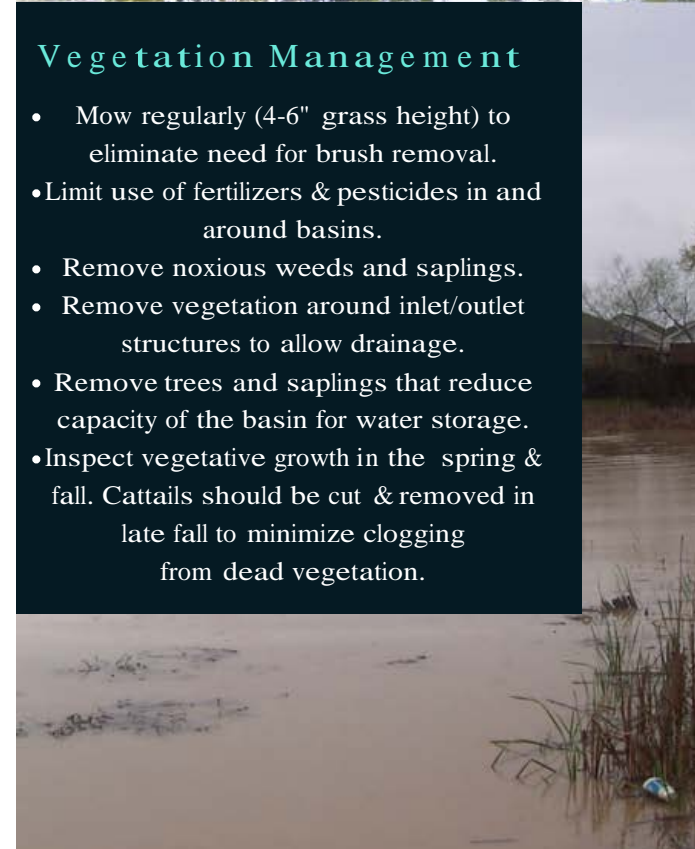 Vegetation Management
• Mow regularly (4-6" grass height) to
eliminate need for brush removal.
• Limit use of fertilizers & pesticides in and
around basins.
• Remove noxious weeds and saplings.
• Remove vegetation around inlet/outlet
structures to allow drainage.
• Remove trees and saplings that reduce
capacity of the basin for water storage.
• Inspect vegetative growth in the spring &
fall. Cattails should be cut & removed in
late fall to minimize clogging
from dead vegetation.